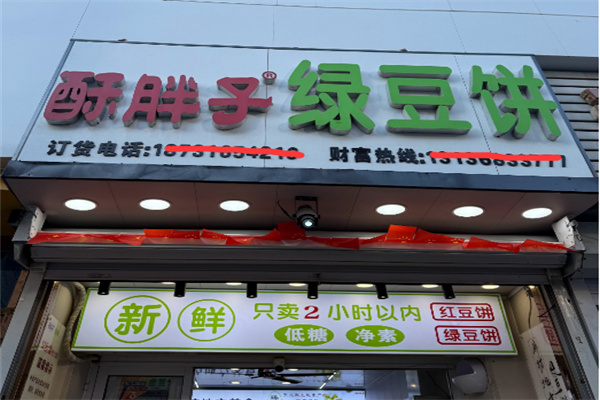 酥胖子® 绿豆饼
订货电话: 财富热线:
新鲜 只卖2小时以内 红豆饼
低糖 净素 绿豆饼